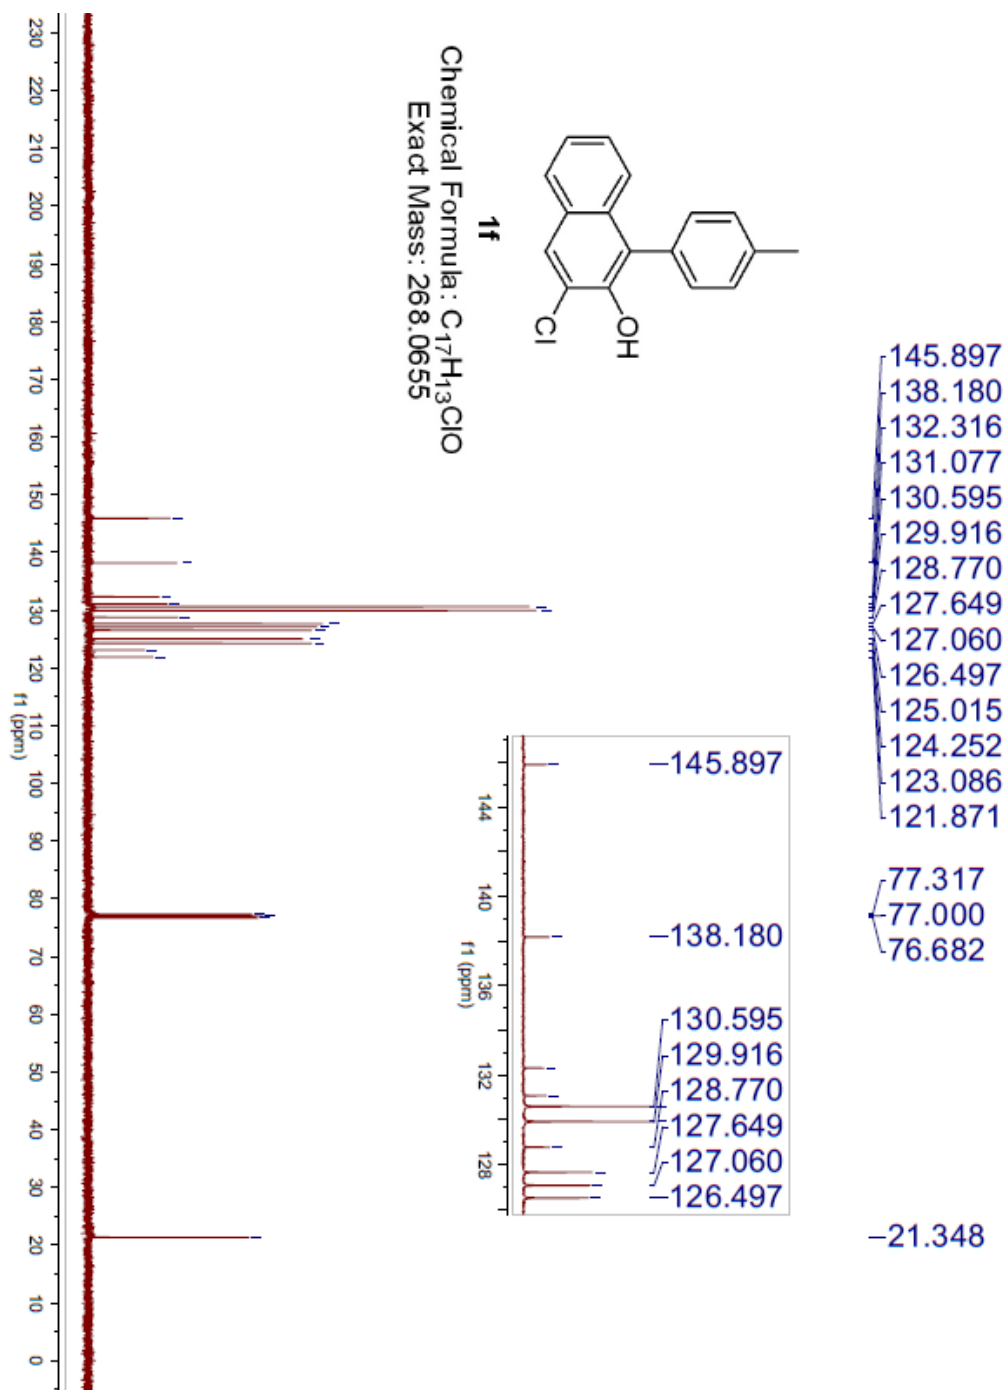 OH
Cl
1f
Chemical Formula: C17H13ClO
Exact Mass: 268.0655
145.897
138.180
132.316
131.077
130.595
129.916
128.770
127.649
127.060
126.497
125.015
124.252
123.086
121.871
77.317
77.000
76.682
21.348
145.897
138.180
130.595
129.916
128.770
127.649
127.060
126.497
144 140 136 132 128
f1 (ppm)
230 220 210 200 190 180 170 160 150 140 130 120 110 100 90 80 70 60 50 40 30 20 10 0
f1 (ppm)